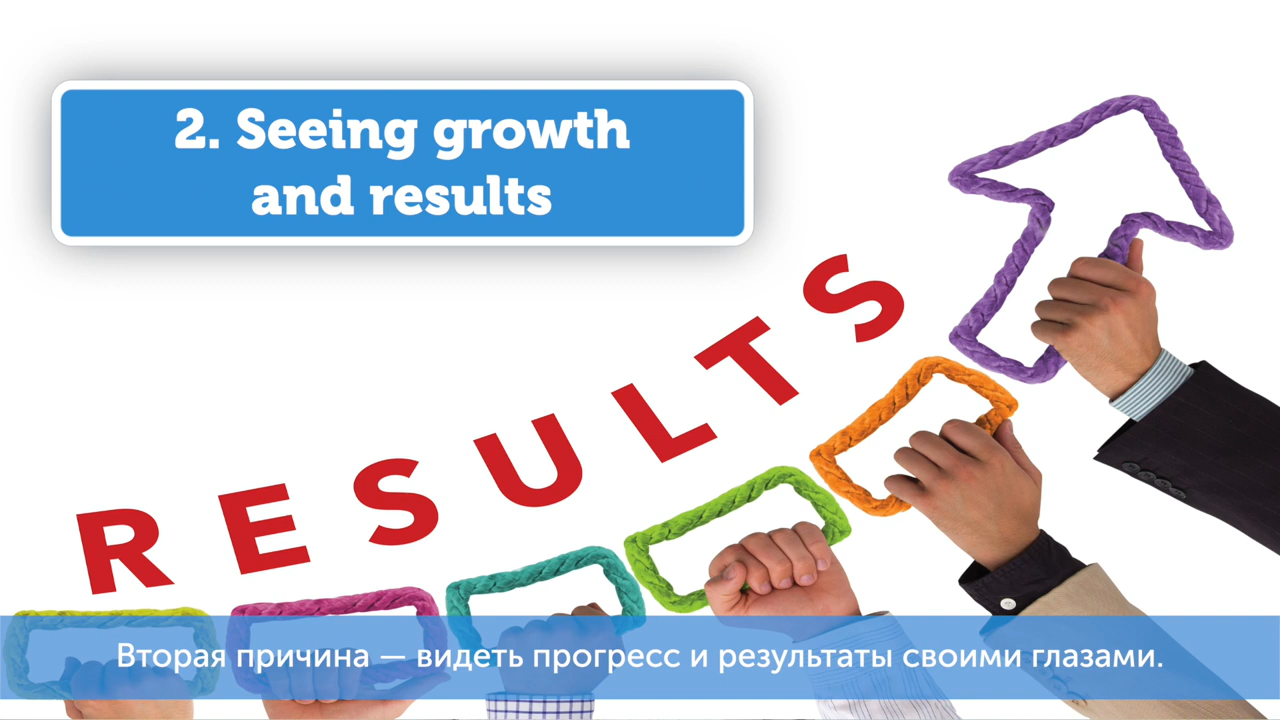 2. Seeing growth
and results
RESULTS
Вторая причина — видеть прогресс и результаты своими глазами.